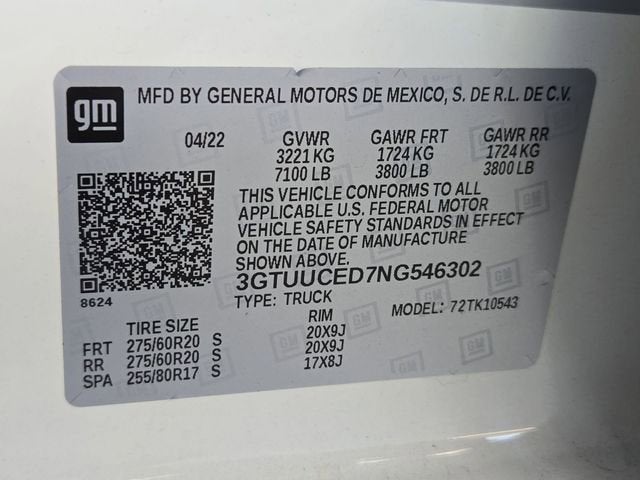 gm
MFD BY GENERAL MOTORS DE MEXICO, S. DE R.L. DE C.V.
04/22 GVWR GAWR FRT GAWR RR
3221 KG 1724 KG 1724 KG
7100 LB 3800 LB 3800 LB
THIS VEHICLE CONFORMS TO ALL
APPLICABLE U.S. FEDERAL MOTOR
VEHICLE SAFETY STANDARDS IN EFFECT
ON THE DATE OF MANUFACTURE
SHOWN ABOVE.
3GTUUCED7NG546302
8624
TYPE: TRUCK MODEL: 72TK10543
TIRE SIZE RIM
FRT 275/60R20 S 20X9J
RR 275/60R20 S 20X9J
SPA 255/80R17 S 17X8J